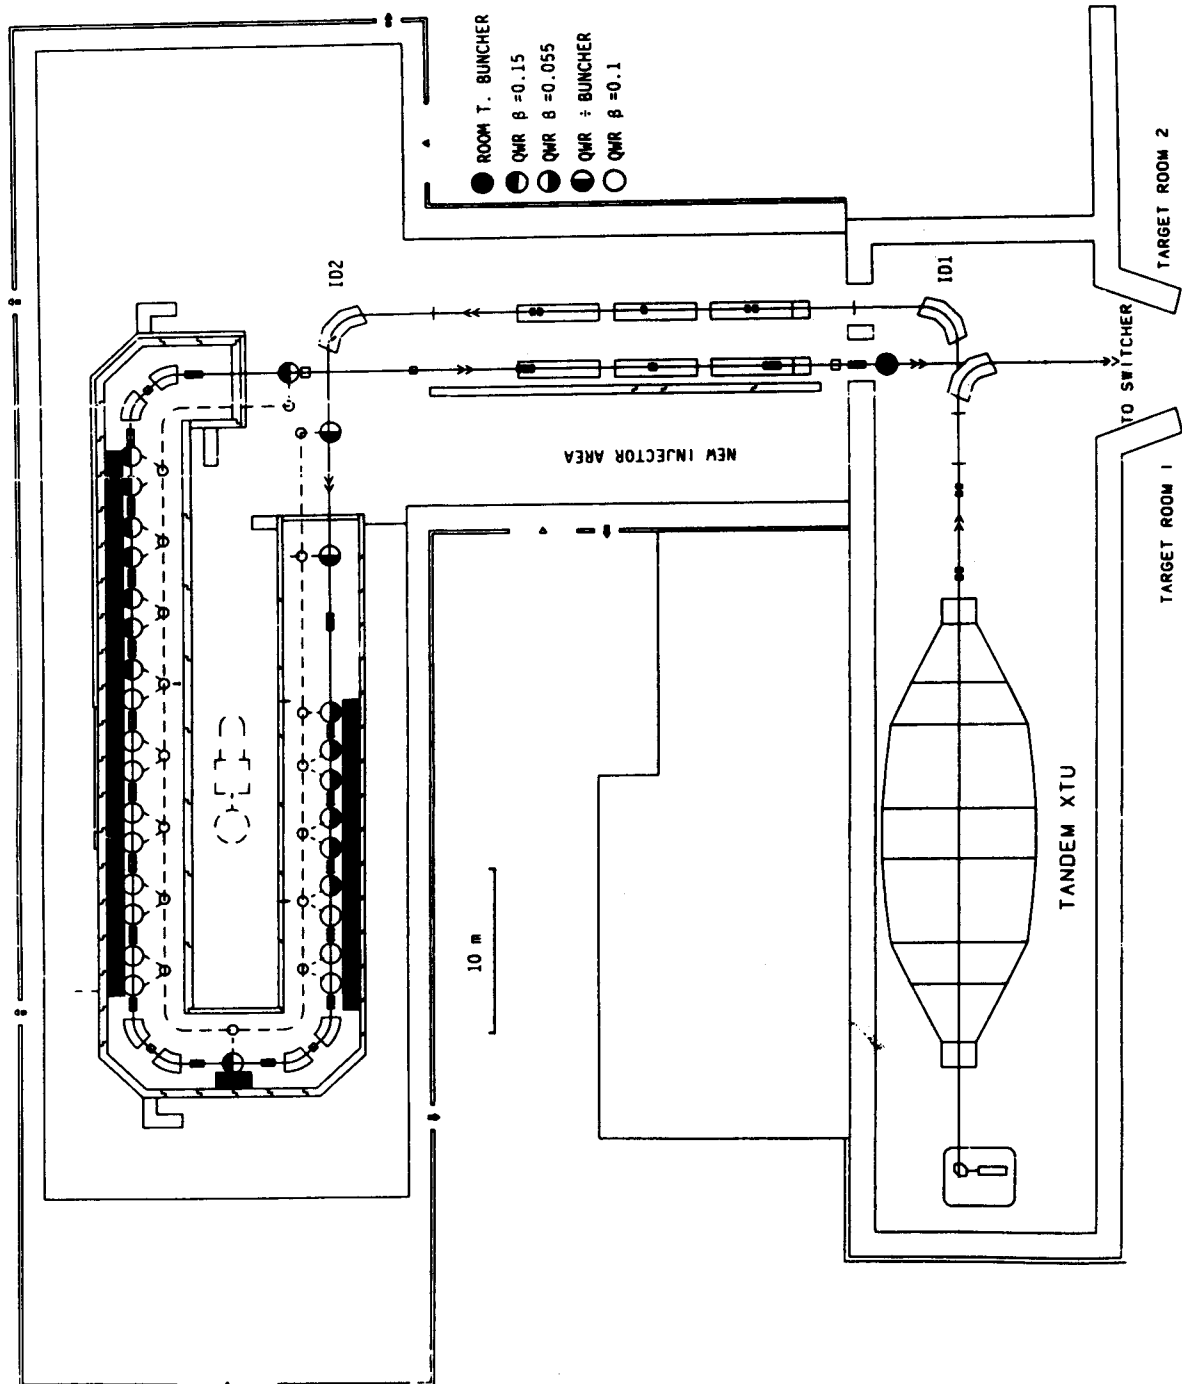 ROOM T. BUNCHER
QWR β =0.15
QWR β =0.055
QWR ÷ BUNCHER
QWR β =0.1
ID2
ID1
NEW INJECTOR AREA
10 m
TANDEM XTU
TO SWITCHER
TARGET ROOM 1
TARGET ROOM 2